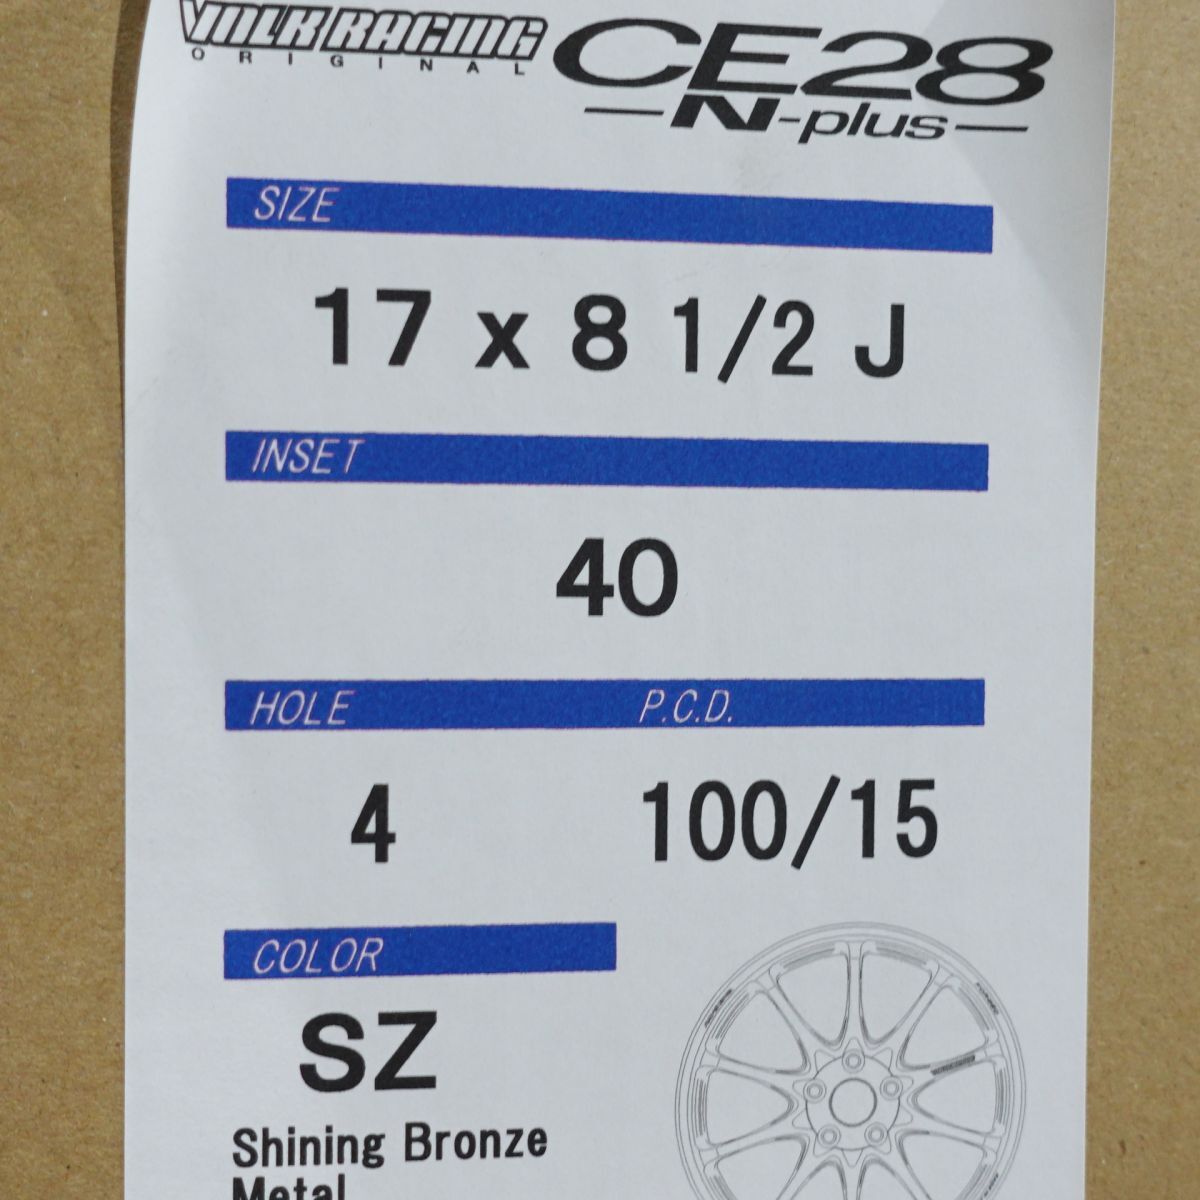 VOLK RACING
ORIGINAL
CE28
N-plus
SIZE
17 x 8 1/2 J
INSET
40
HOLE P.C.D.
4 100/15
COLOR
SZ
Shining Bronze
Metal